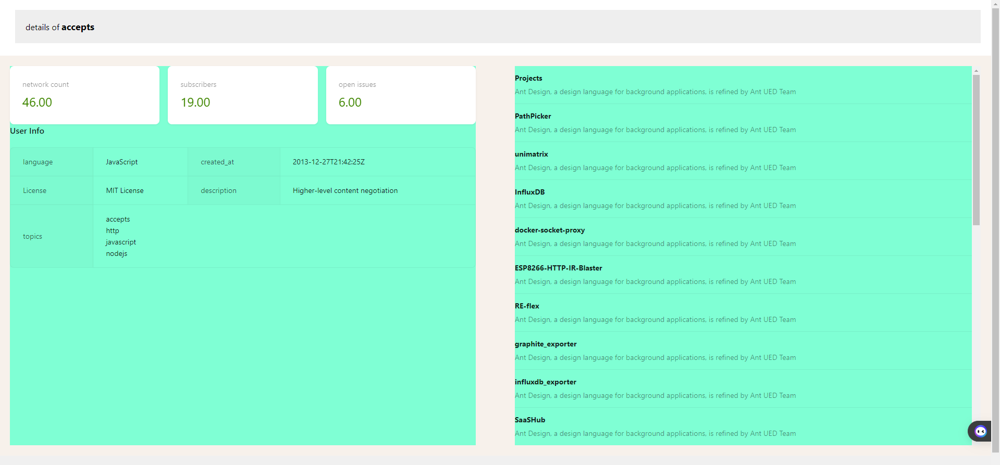 details of accepts
network count
46.00
subscribers
19.00
open issues
6.00
User Info
language JavaScript created_at 2013-12-27T21:42:25Z
License MIT License description Higher-level content negotiation
topics
accepts
http
javascript
nodejs
Projects
Ant Design, a design language for background applications, is refined by Ant UED Team
PathPicker
Ant Design, a design language for background applications, is refined by Ant UED Team
unimatrix
Ant Design, a design language for background applications, is refined by Ant UED Team
InfluxDB
Ant Design, a design language for background applications, is refined by Ant UED Team
docker-socket-proxy
Ant Design, a design language for background applications, is refined by Ant UED Team
ESP8266-HTTP-IR-Blaster
Ant Design, a design language for background applications, is refined by Ant UED Team
RE-flex
Ant Design, a design language for background applications, is refined by Ant UED Team
graphite_exporter
Ant Design, a design language for background applications, is refined by Ant UED Team
influxdb_exporter
Ant Design, a design language for background applications, is refined by Ant UED Team
SaaSHub
Ant Design, a design language for background applications, is refined by Ant UED Team